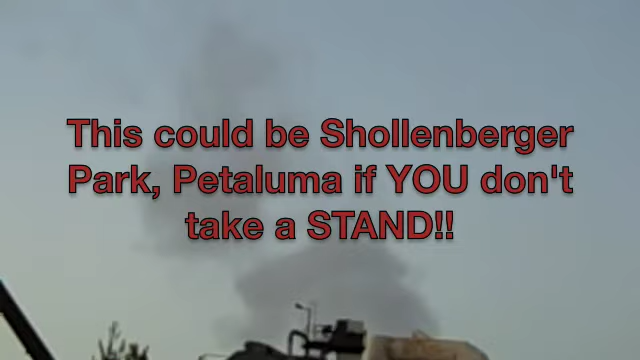 This could be Shollenberger
Park, Petaluma if YOU don't
take a STAND!!